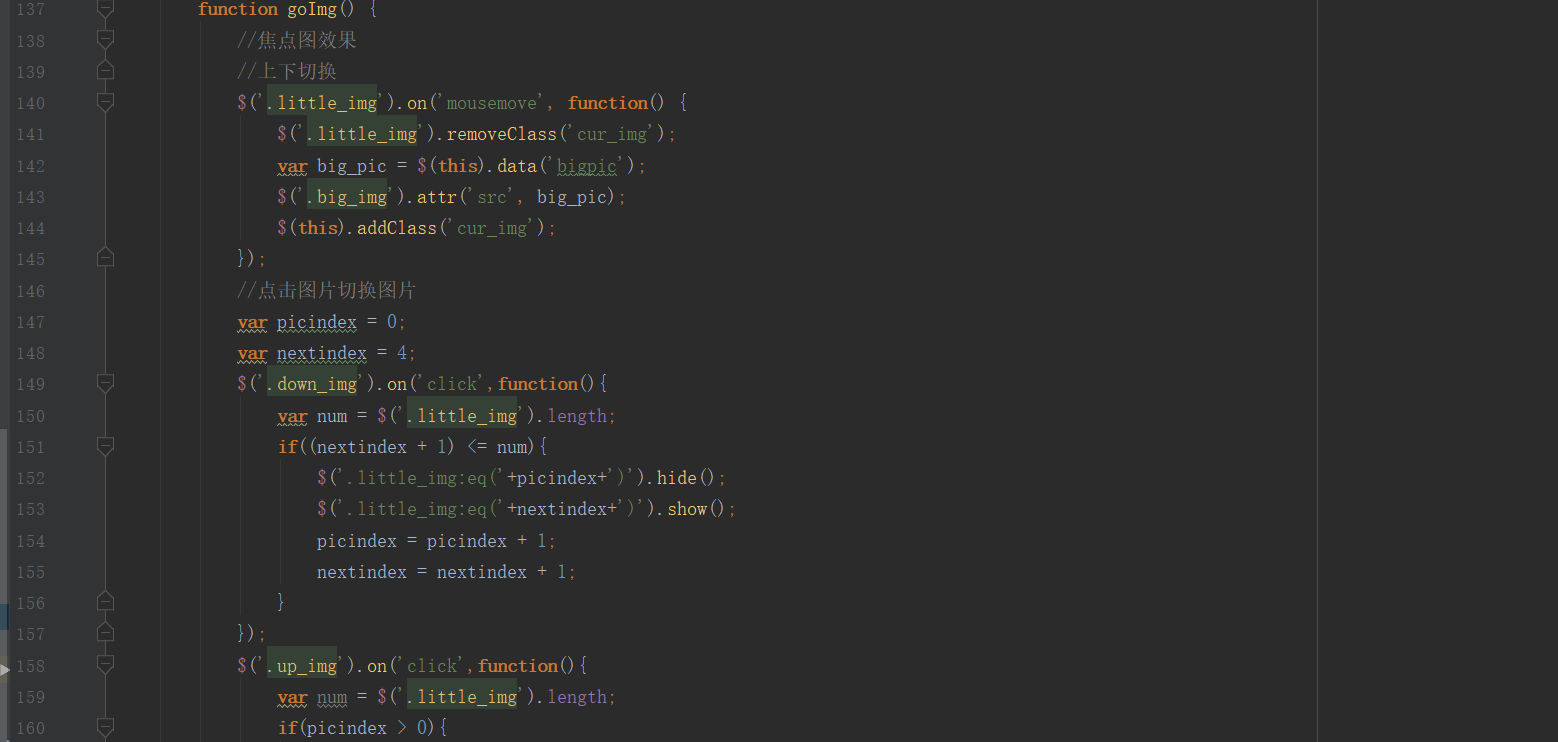 137 function goImg() {
138 //焦点图效果
139 //上下切换
140 $('.little_img').on('mousemove', function() {
141 $('.little_img').removeClass('cur_img');
142 var big_pic = $(this).data('bigpic');
143 $('.big_img').attr('src', big_pic);
144 $(this).addClass('cur_img');
145 });
146 //点击图片切换图片
147 var picindex = 0;
148 var nextindex = 4;
149 $('.down_img').on('click',function(){
150 var num = $('.little_img').length;
151 if((nextindex + 1) <= num){
152 $('.little_img:eq('+picindex+')').hide();
153 $('.little_img:eq('+nextindex+')').show();
154 picindex = picindex + 1;
155 nextindex = nextindex + 1;
156 }
157 });
158 $('.up_img').on('click',function(){
159 var num = $('.little_img').length;
160 if(picindex > 0){